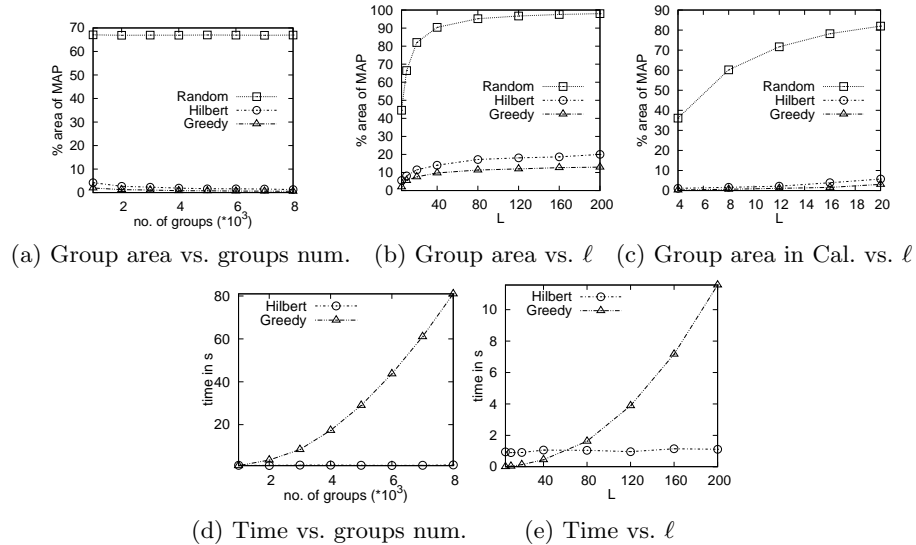 70
60
50
40
30
20
10
0
% area of MAP
Random
Hilbert
Greedy
2 4 6 8
no. of groups (*10³)
100
90
80
70
60
50
40
30
20
10
0
% area of MAP
Random
Hilbert
Greedy
40 80 120 160 200
L
90
80
70
60
50
40
30
20
10
0
% area of MAP
Random
Hilbert
Greedy
4 6 8 10 12 14 16 18 20
L
(a) Group area vs. groups num.
(b) Group area vs. ℓ
(c) Group area in Cal. vs. ℓ
80
60
40
20
time in s
Hilbert
Greedy
2 3 4 5 6 7 8
no. of groups (*10³)
10
8
6
4
2
0
time in s
Hilbert
Greedy
40 80 120 160 200
L
(d) Time vs. groups num.
(e) Time vs. ℓ